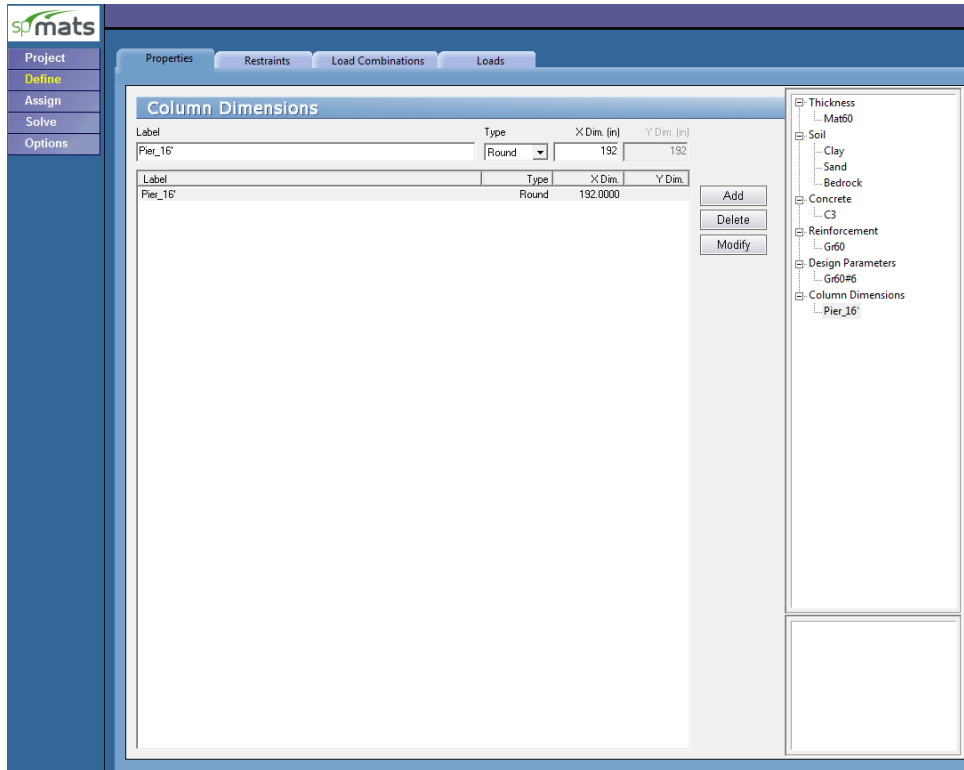 spmats
Project
Define
Assign
Solve
Options
Properties
Restraints
Load Combinations
Loads
Column Dimensions
Label Type X Dim. (in) Y Dim. (in)
Pier_16' Round 192 192
Label Type X Dim. Y Dim.
Pier_16' Round 192.0000
Add
Delete
Modify
Thickness
Mat60
Soil
Clay
Sand
Bedrock
Concrete
C3
Reinforcement
Gr60
Design Parameters
Gr60#6
Column Dimensions
Pier_16'